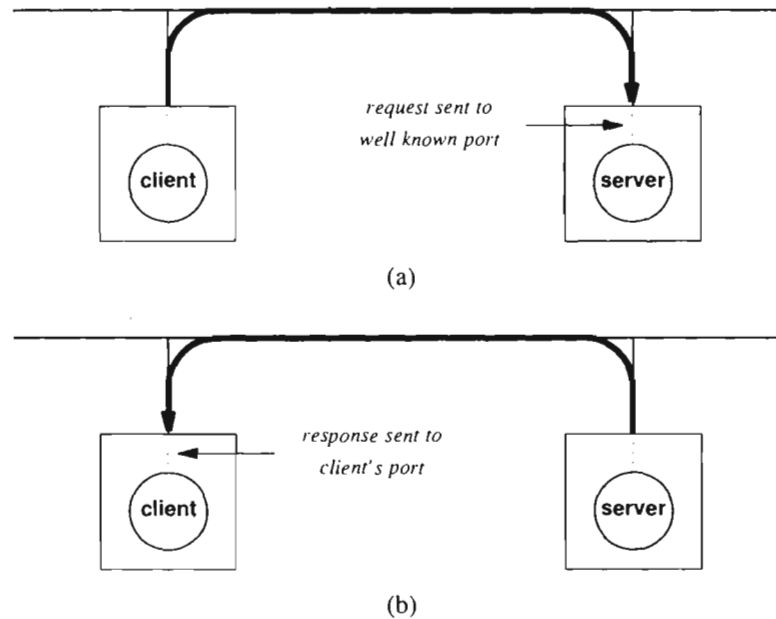 request sent to
well known port
client
server
(a)
response sent to
client's port
client
server
(b)